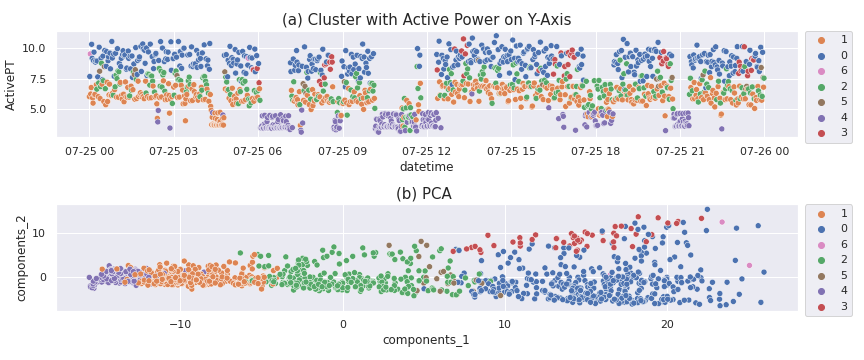 (a) Cluster with Active Power on Y-Axis
10.0
7.5
5.0
ActivePT
07-25 00 07-25 03 07-25 06 07-25 09 07-25 12 07-25 15 07-25 18 07-25 21 07-26 00
datetime
1
0
6
2
5
4
3
(b) PCA
10
0
components_2
−10 0 10 20
components_1
1
0
6
2
5
4
3